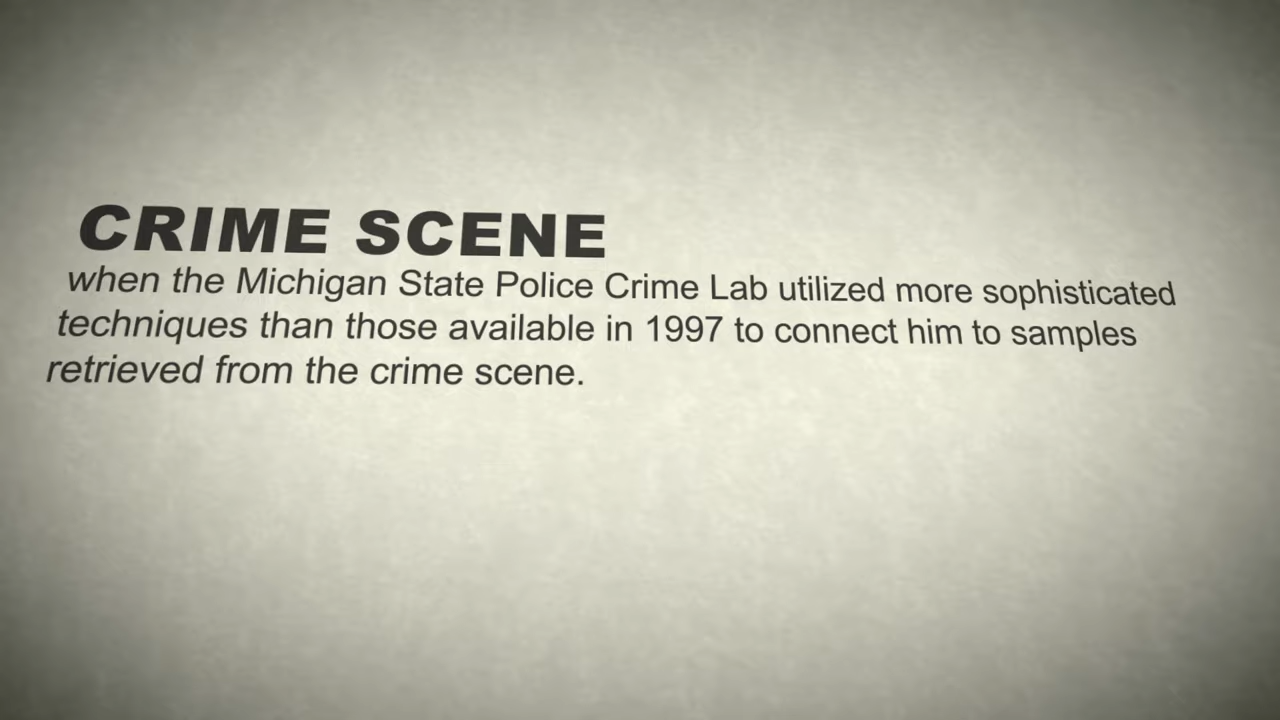 CRIME SCENE
when the Michigan State Police Crime Lab utilized more sophisticated
techniques than those available in 1997 to connect him to samples
retrieved from the crime scene.